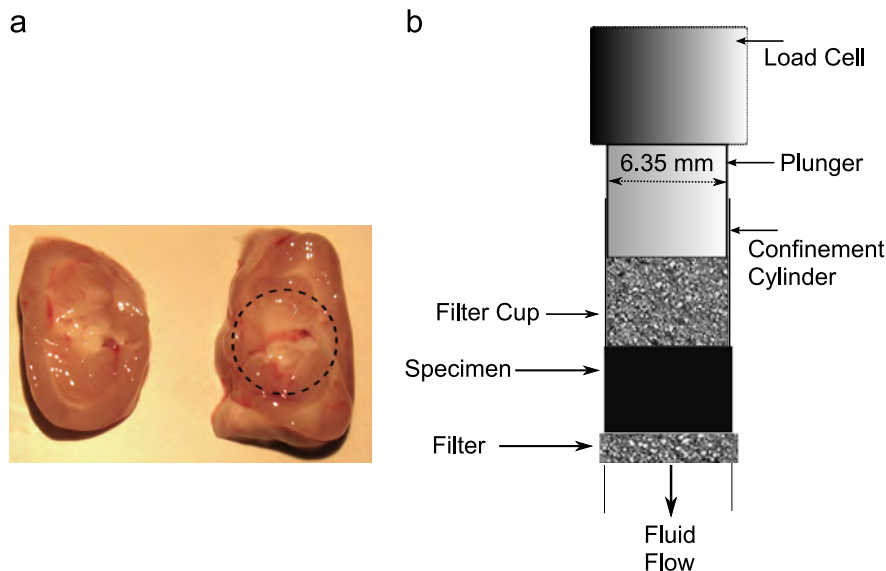 a
b
Load Cell
6.35 mm
Plunger
Confinement
Cylinder
Filter Cup
Specimen
Filter
Fluid
Flow